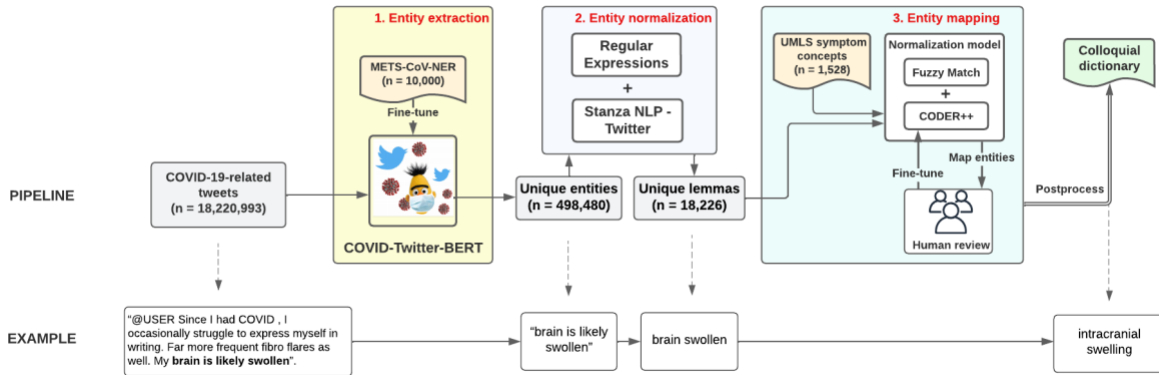 1. Entity extraction
METS-CoV-NER
(n = 10,000)
Fine-tune
COVID-Twitter-BERT
2. Entity normalization
Regular
Expressions
+
Stanza NLP -
Twitter
3. Entity mapping
UMLS symptom
concepts
(n = 1,528)
Normalization model
Fuzzy Match
+
CODER++
Fine-tune
Map entities
Human review
Colloquial
dictionary
Postprocess
PIPELINE
COVID-19-related
tweets
(n = 18,220,993)
Unique entities
(n = 498,480)
Unique lemmas
(n = 18,226)
EXAMPLE
"@USER Since I had COVID , I
occasionally struggle to express myself in
writing. Far more frequent fibro flares as
well. My brain is likely swollen".
"brain is likely
swollen"
brain swollen
intracranial
swelling